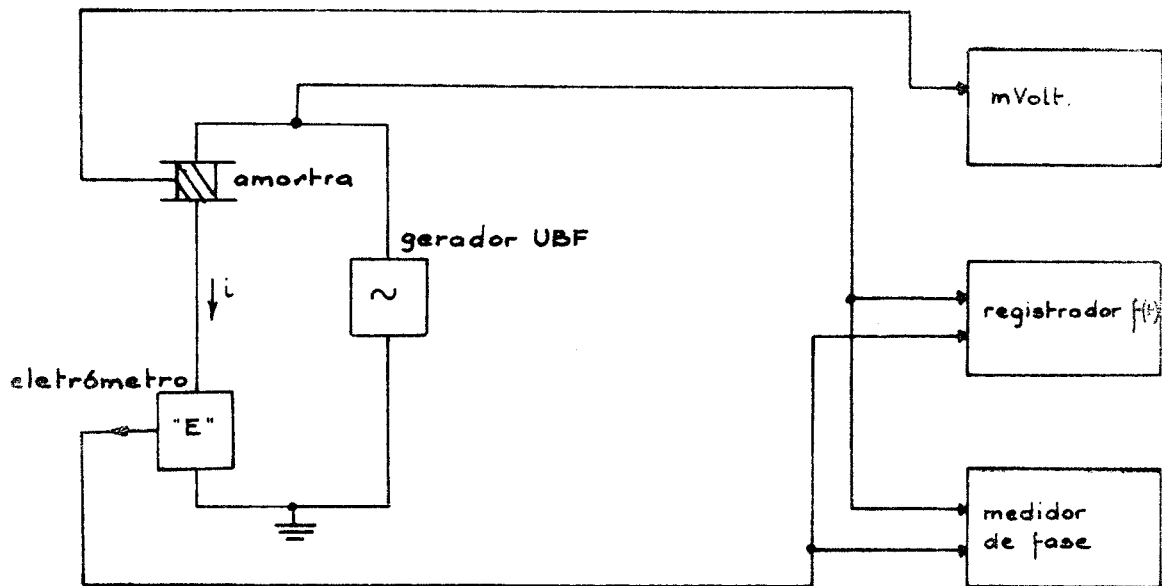 mVolt.
amostra
gerador UBF
~
i
registrador f(t)
eletrómetro
"E"
medidor
de fase